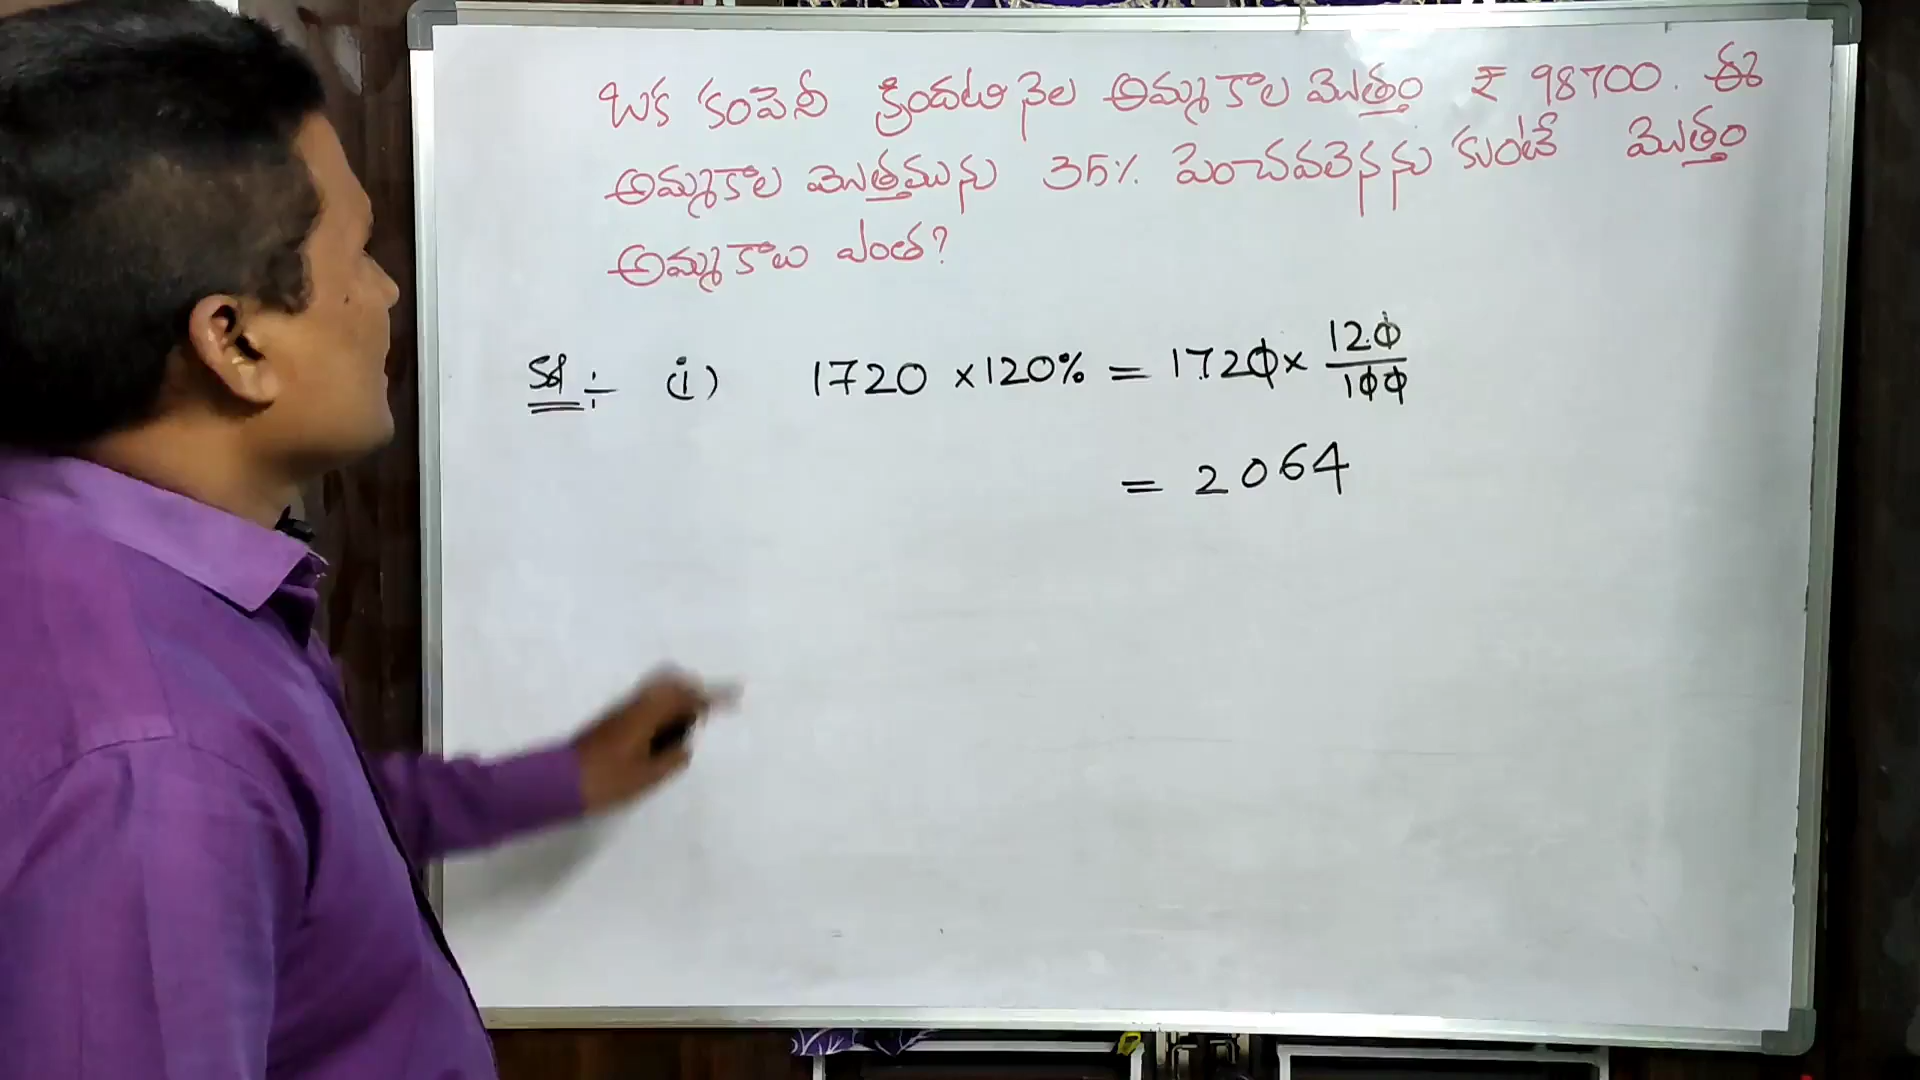 ఒక కంపెనీ క్రిందటి నెల అమ్మకాల మొత్తం ₹ 98700. ఈ
అమ్మకాల మొత్తమును 35% పెంచవలెనను కుంటే మొత్తం
అమ్మకాలు ఎంత?
Sol :- (i) 1720 × 120% = 1720 × 120/100
= 2064